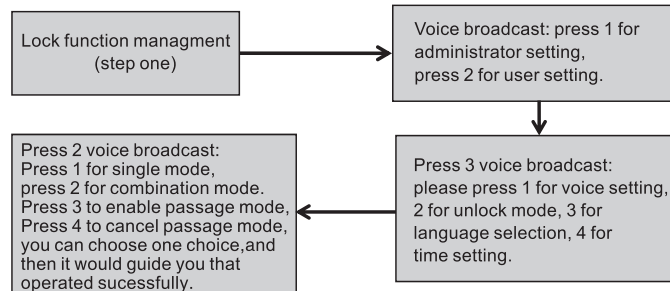 Lock function managment
(step one)
Voice broadcast: press 1 for
administrator setting,
press 2 for user setting.
Press 3 voice broadcast:
please press 1 for voice setting,
2 for unlock mode, 3 for
language selection, 4 for
time setting.
Press 2 voice broadcast:
Press 1 for single mode,
press 2 for combination mode.
Press 3 to enable passage mode,
Press 4 to cancel passage mode,
you can choose one choice,and
then it would guide you that
operated sucessfully.